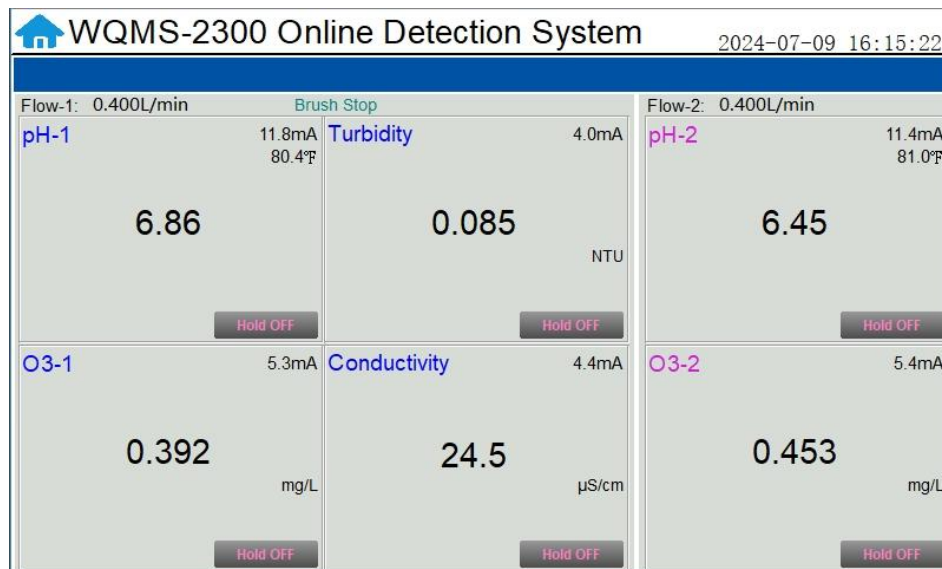 WQMS-2300 Online Detection System
2024-07-09 16:15:22
Flow-1: 0.400L/min Brush Stop
Flow-2: 0.400L/min
pH-1 11.8mA
80.4℉
6.86
Hold OFF
Turbidity 4.0mA
0.085
NTU
Hold OFF
pH-2 11.4mA
81.0℉
6.45
Hold OFF
O3-1 5.3mA
0.392
mg/L
Hold OFF
Conductivity 4.4mA
24.5
µS/cm
Hold OFF
O3-2 5.4mA
0.453
mg/L
Hold OFF